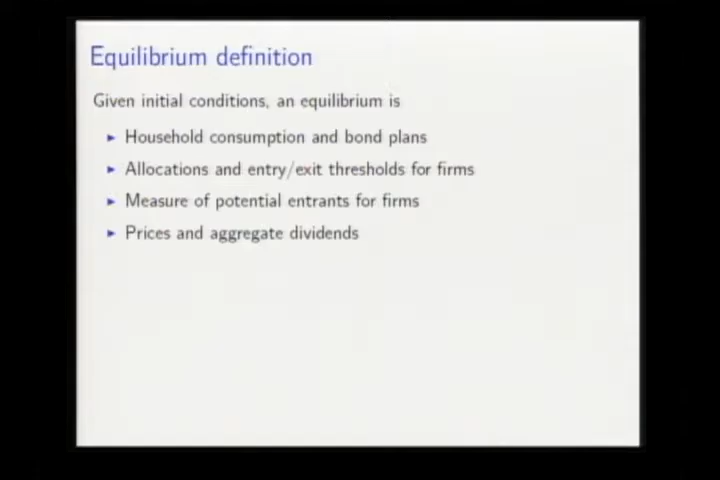 Equilibrium definition
Given initial conditions, an equilibrium is
► Household consumption and bond plans
► Allocations and entry/exit thresholds for firms
► Measure of potential entrants for firms
► Prices and aggregate dividends